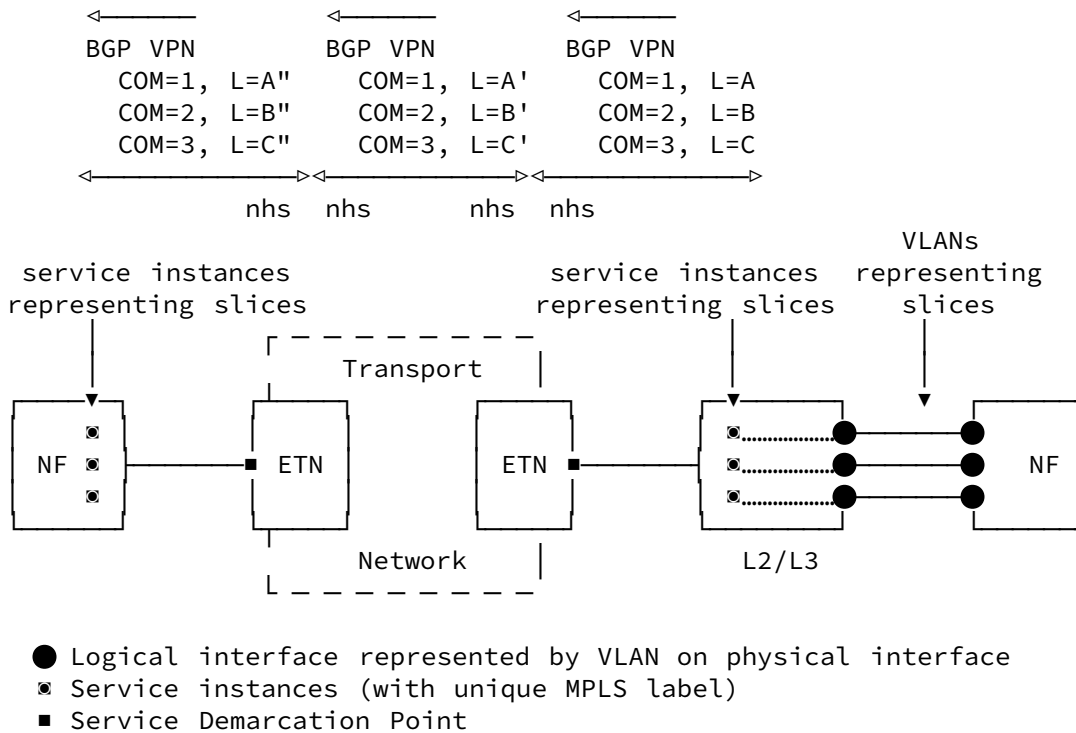 BGP VPN BGP VPN BGP VPN
COM=1, L=A" COM=1, L=A' COM=1, L=A
COM=2, L=B" COM=2, L=B' COM=2, L=B
COM=3, L=C" COM=3, L=C' COM=3, L=C
nhs nhs nhs nhs
VLANs
service instances service instances representing
representing slices representing slices slices
Transport
NF ETN ETN NF
Network L2/L3
Logical interface represented by VLAN on physical interface
Service instances (with unique MPLS label)
Service Demarcation Point